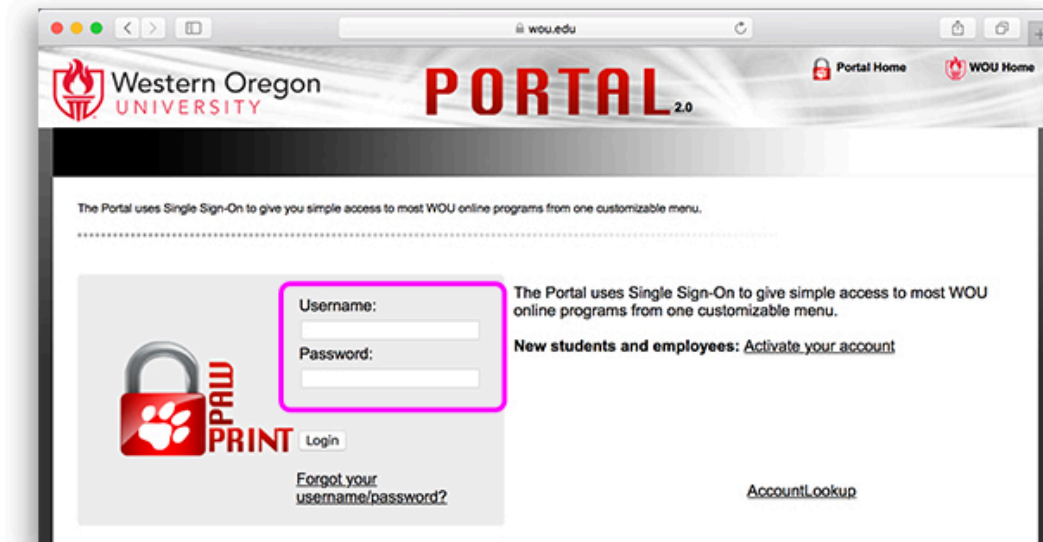 wou.edu
Western Oregon
UNIVERSITY
PORTAL 2.0
Portal Home
WOU Home
The Portal uses Single Sign-On to give you simple access to most WOU online programs from one customizable menu.
Username:
Password:
PAW
PRINT
Login
Forgot your
username/password?
The Portal uses Single Sign-On to give simple access to most WOU
online programs from one customizable menu.
New students and employees: Activate your account
AccountLookup